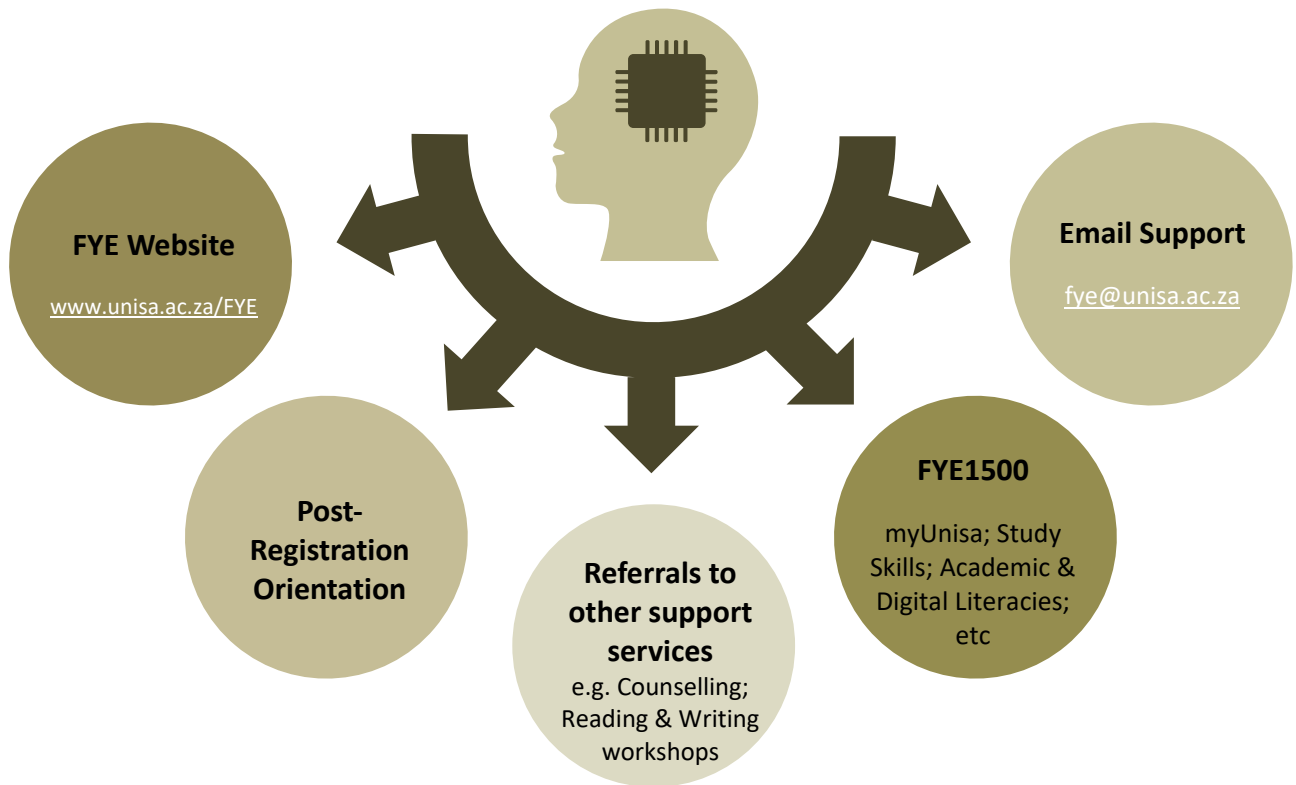 FYE Website
www.unisa.ac.za/FYE
Post-
Registration
Orientation
Referrals to
other support
services
e.g. Counselling;
Reading & Writing
workshops
FYE1500
myUnisa; Study
Skills; Academic &
Digital Literacies;
etc
Email Support
fye@unisa.ac.za